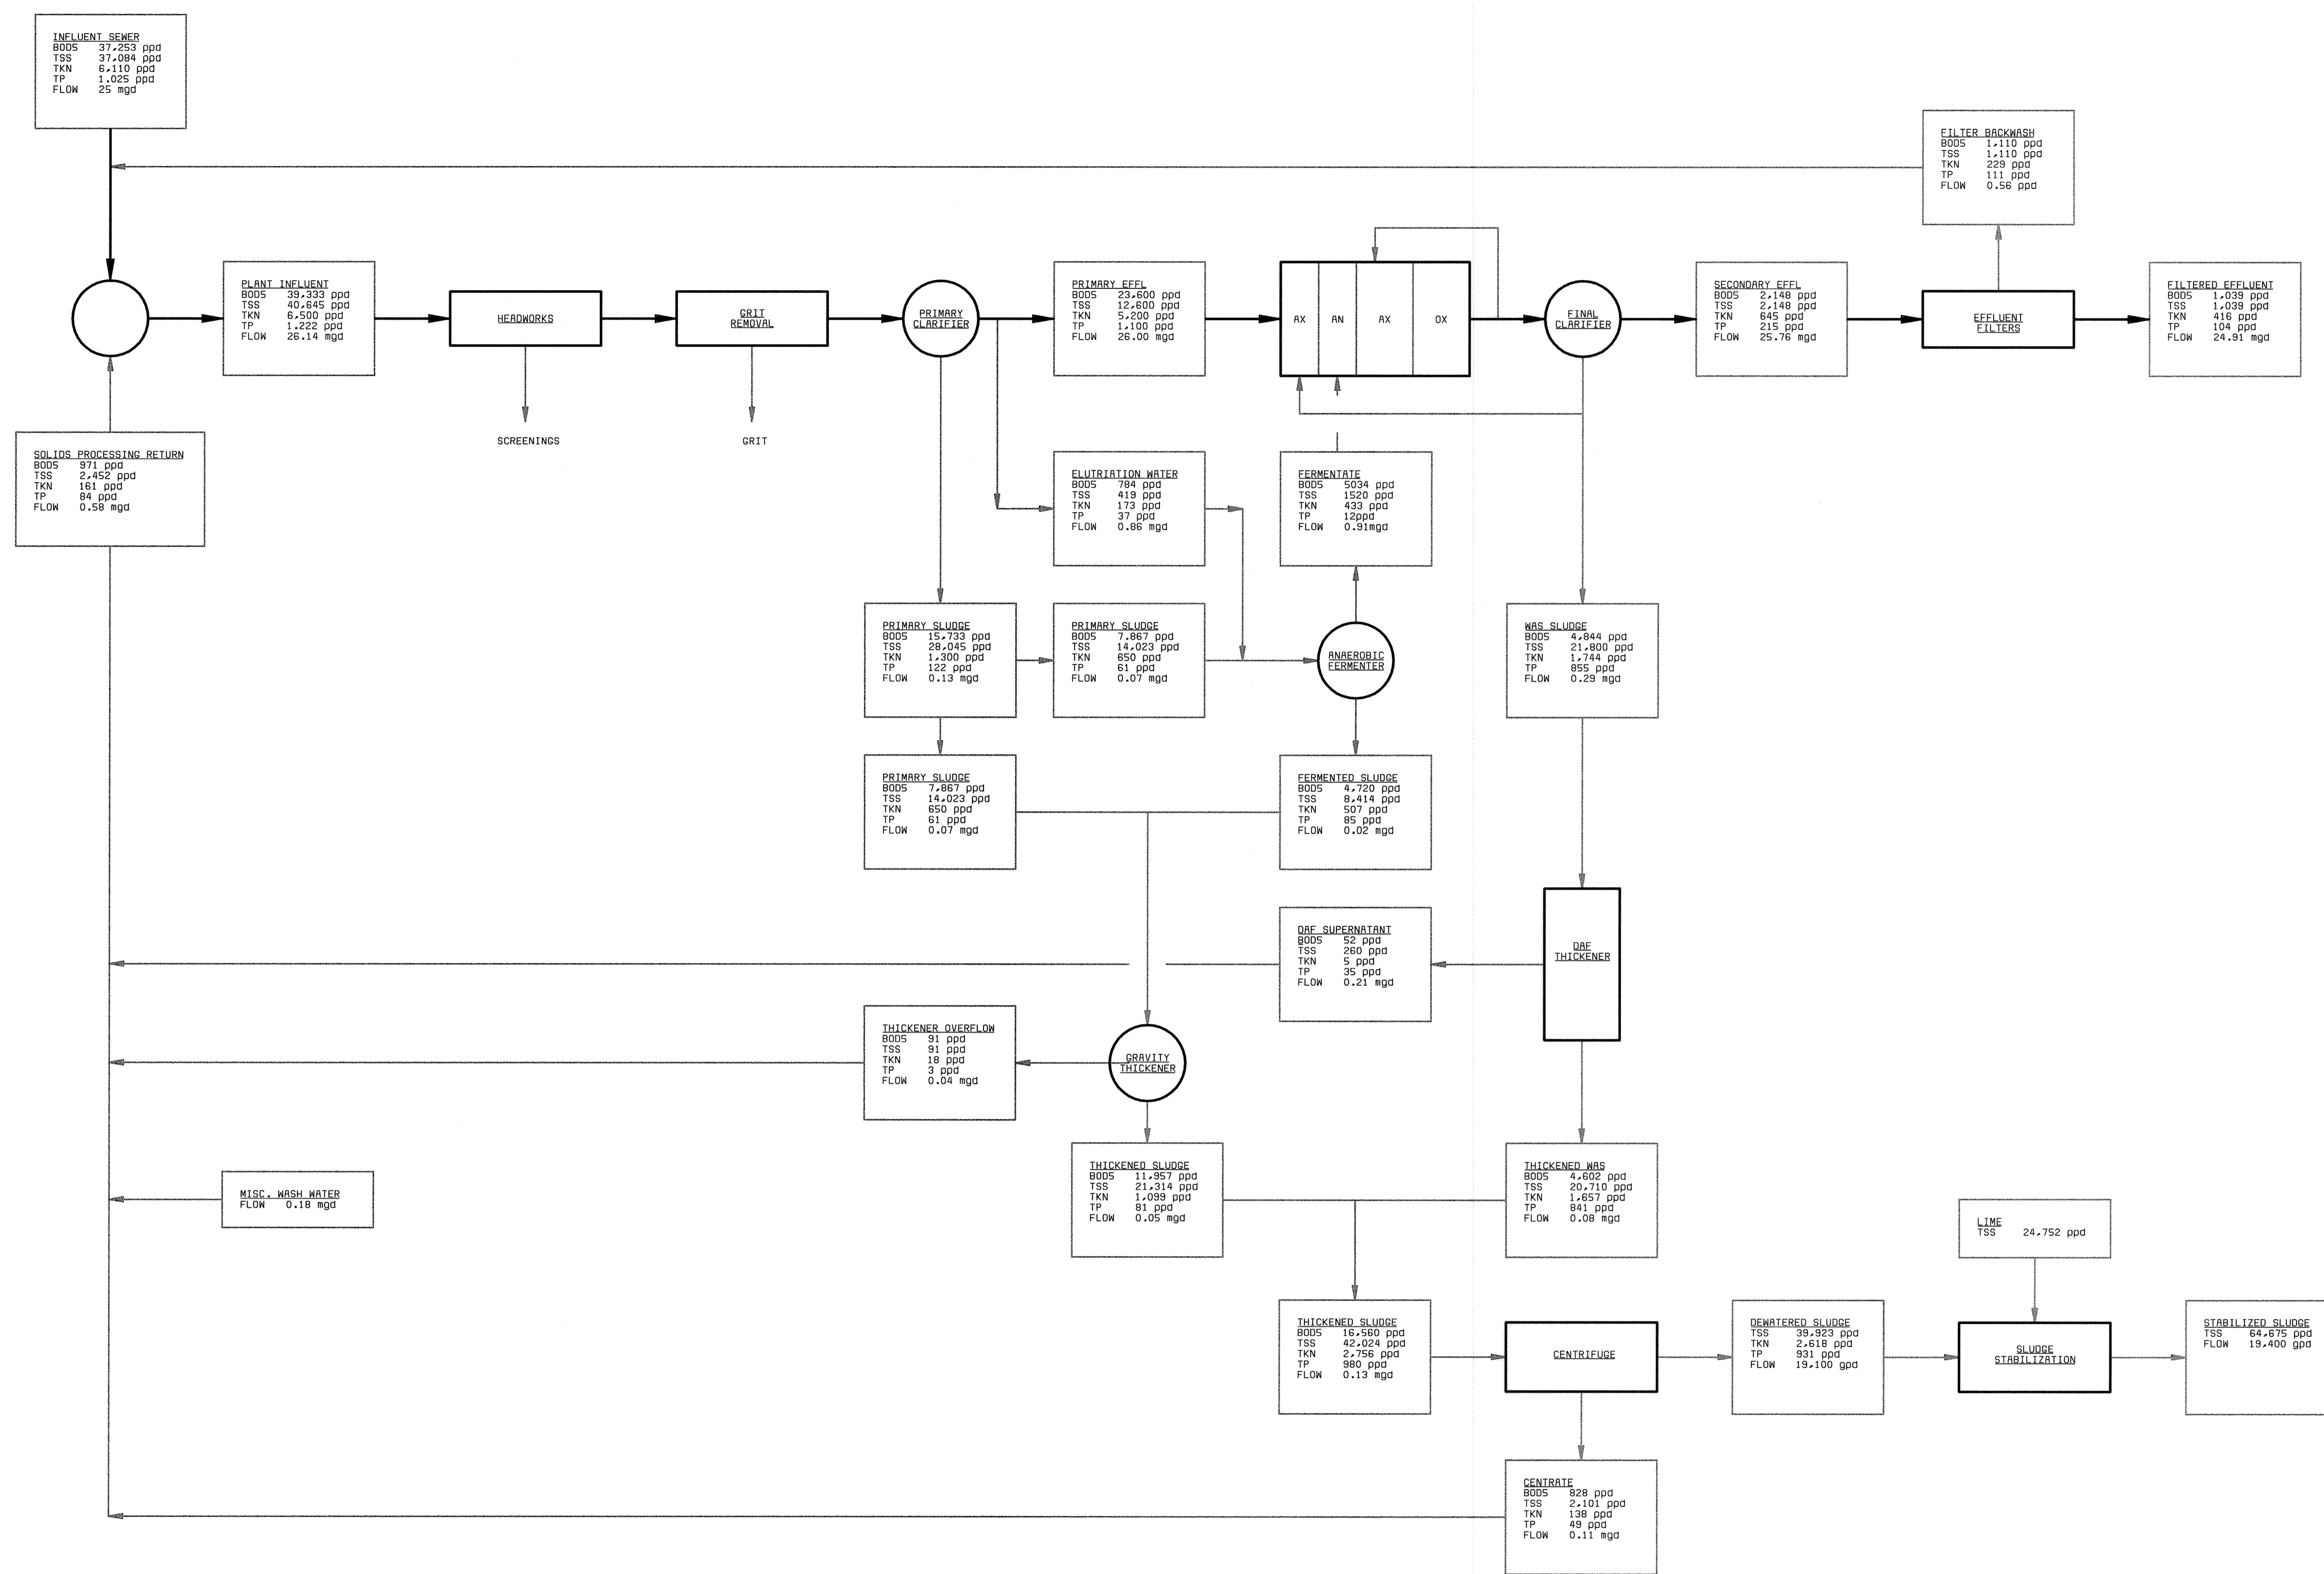 INFLUENT SEWER
BOD5 37,253 ppd
TSS 37,084 ppd
TKN 6,110 ppd
TP 1.025 ppd
FLOW 25 mgd
FILTER BACKWASH
BOD5 1,110 ppd
TSS 1,110 ppd
TKN 229 ppd
TP 111 ppd
FLOW 0.56 ppd
PLANT INFLUENT
BOD5 39,333 ppd
TSS 40,645 ppd
TKN 6,500 ppd
TP 1.222 ppd
FLOW 26.14 mgd
HEADWORKS
GRIT
REMOVAL
PRIMARY
CLARIFIER
PRIMARY EFFL
BOD5 23,600 ppd
TSS 12,600 ppd
TKN 5,200 ppd
TP 1,100 ppd
FLOW 26.00 mgd
AX AN AX OX
FINAL
CLARIFIER
SECONDARY EFFL
BOD5 2,148 ppd
TSS 2,148 ppd
TKN 645 ppd
TP 215 ppd
FLOW 25.76 mgd
EFFLUENT
FILTERS
FILTERED EFFLUENT
BOD5 1,039 ppd
TSS 1,039 ppd
TKN 416 ppd
TP 104 ppd
FLOW 24.91 mgd
SCREENINGS
GRIT
SOLIDS PROCESSING RETURN
BOD5 971 ppd
TSS 2,452 ppd
TKN 161 ppd
TP 84 ppd
FLOW 0.58 mgd
ELUTRIATION WATER
BOD5 784 ppd
TSS 419 ppd
TKN 173 ppd
TP 37 ppd
FLOW 0.86 mgd
FERMENTATE
BOD5 5034 ppd
TSS 1520 ppd
TKN 433 ppd
TP 12ppd
FLOW 0.91mgd
PRIMARY SLUDGE
BOD5 15,733 ppd
TSS 28,045 ppd
TKN 1,300 ppd
TP 122 ppd
FLOW 0.13 mgd
PRIMARY SLUDGE
BOD5 7.867 ppd
TSS 14,023 ppd
TKN 650 ppd
TP 61 ppd
FLOW 0.07 mgd
ANAEROBIC
FERMENTER
WAS SLUDGE
BOD5 4,844 ppd
TSS 21,800 ppd
TKN 1,744 ppd
TP 855 ppd
FLOW 0.29 mgd
PRIMARY SLUDGE
BOD5 7,867 ppd
TSS 14,023 ppd
TKN 650 ppd
TP 61 ppd
FLOW 0.07 mgd
FERMENTED SLUDGE
BOD5 4,720 ppd
TSS 8,414 ppd
TKN 507 ppd
TP 85 ppd
FLOW 0.02 mgd
DAF SUPERNATANT
BOD5 52 ppd
TSS 260 ppd
TKN 5 ppd
TP 35 ppd
FLOW 0.21 mgd
DAF
THICKENER
THICKENER OVERFLOW
BOD5 91 ppd
TSS 91 ppd
TKN 18 ppd
TP 3 ppd
FLOW 0.04 mgd
GRAVITY
THICKENER
MISC. WASH WATER
FLOW 0.18 mgd
THICKENED SLUDGE
BOD5 11,957 ppd
TSS 21,314 ppd
TKN 1,099 ppd
TP 81 ppd
FLOW 0.05 mgd
THICKENED WAS
BOD5 4,602 ppd
TSS 20,710 ppd
TKN 1,657 ppd
TP 841 ppd
FLOW 0.08 mgd
LIME
TSS 24,752 ppd
THICKENED SLUDGE
BOD5 16,560 ppd
TSS 42,024 ppd
TKN 2,756 ppd
TP 980 ppd
FLOW 0.13 mgd
CENTRIFUGE
DEWATERED SLUDGE
TSS 39,923 ppd
TKN 2,618 ppd
TP 931 ppd
FLOW 19,100 gpd
SLUDGE
STABILIZATION
STABILIZED SLUDGE
TSS 64,675 ppd
FLOW 19,400 gpd
CENTRATE
BOD5 828 ppd
TSS 2,101 ppd
TKN 138 ppd
TP 49 ppd
FLOW 0.11 mgd